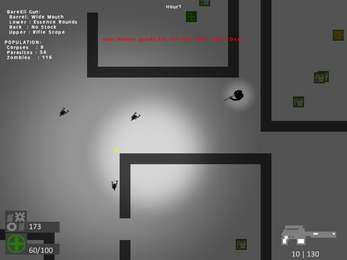 Hour1
BareKil Gun:
Barrel: Wide Mouth
Lower : Essence Rounds
Back : No Stock
Upper : Rifle Scope
POPULATION:
Corpses : 9
Parasites : 54
Zombies : 116
173
60/100
10 | 130